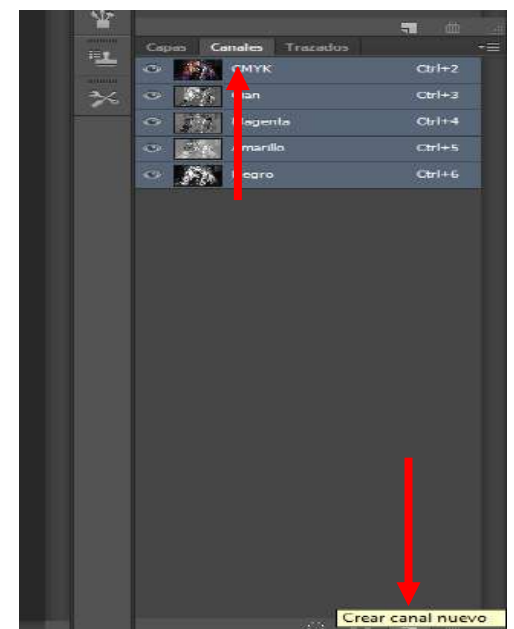 Capas Canales Trazados
CMYK Ctrl+2
Cian Ctrl+3
Magenta Ctrl+4
Amarillo Ctrl+5
Negro Ctrl+6
Crear canal nuevo